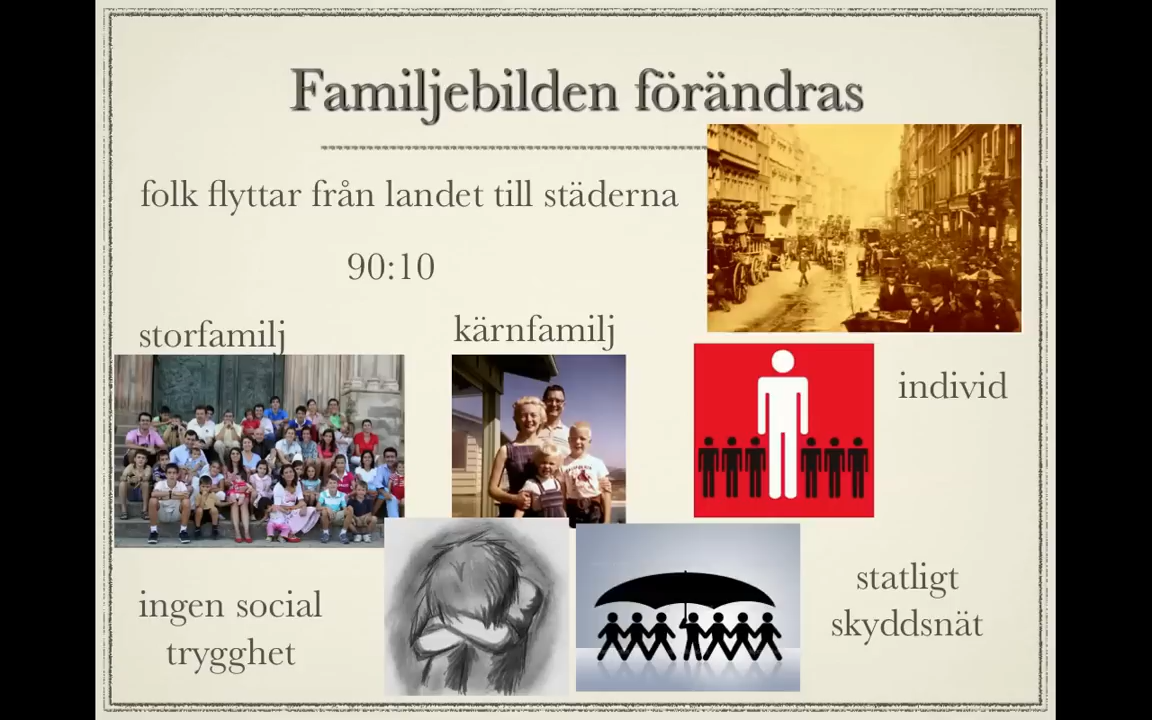 Familjebilden förändras
folk flyttar från landet till städerna
90:10
storfamilj
kärnfamilj
individ
ingen social
trygghet
statligt
skyddsnät